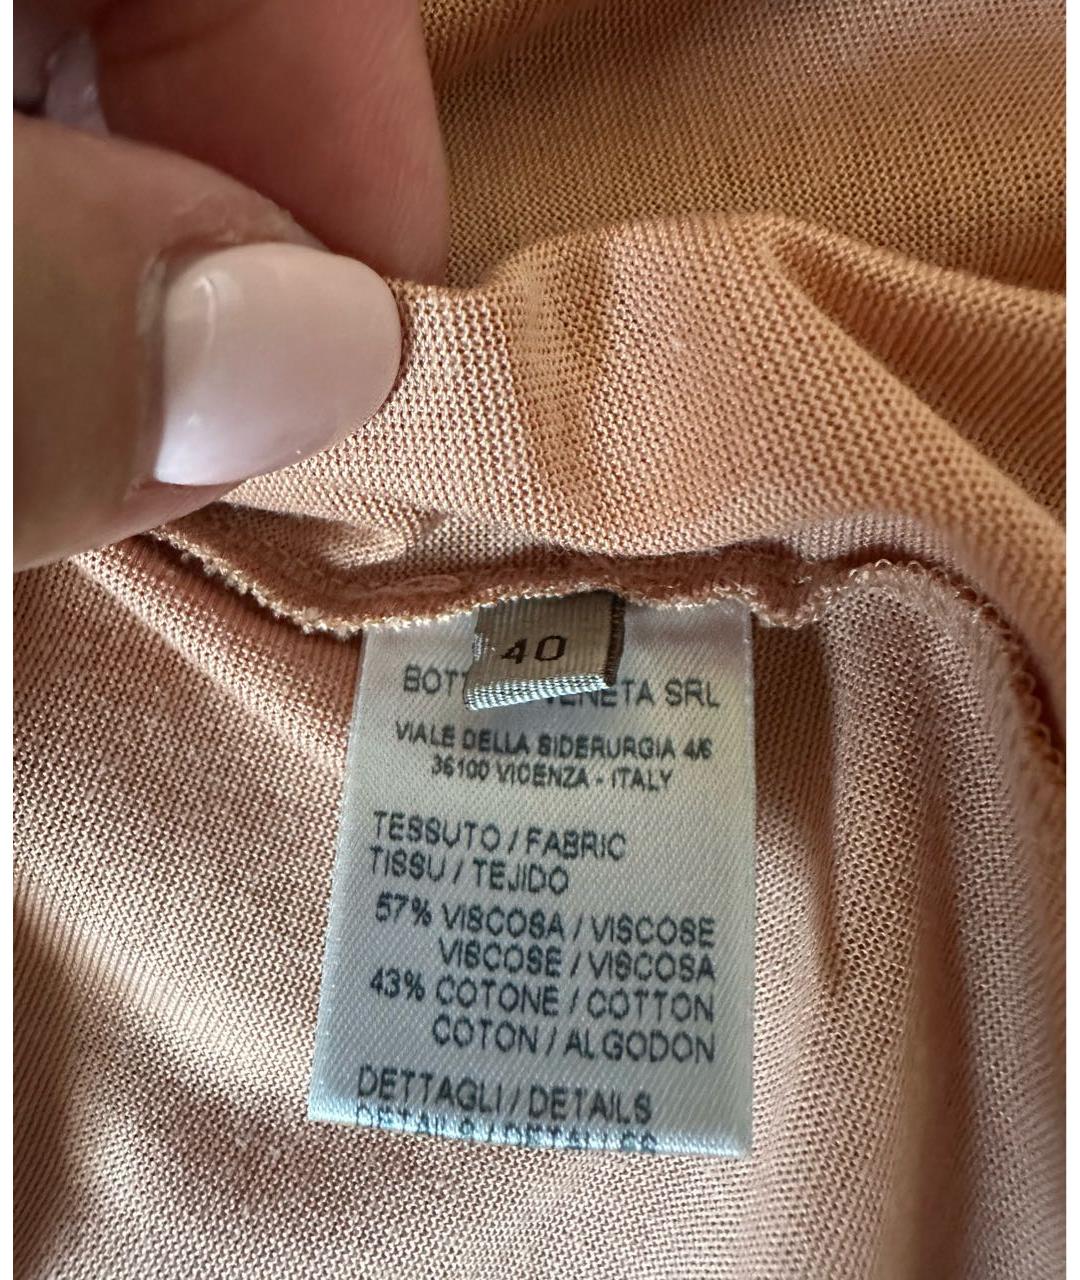 40
BOTT VENETA SRL
VIALE DELLA SIDERURGIA 4/6
36100 VICENZA - ITALY
TESSUTO / FABRIC
TISSU / TEJIDO
57% VISCOSA / VISCOSE
VISCOSE / VISCOSA
43% COTONE / COTTON
COTON / ALGODON
DETTAGLI / DETAILS